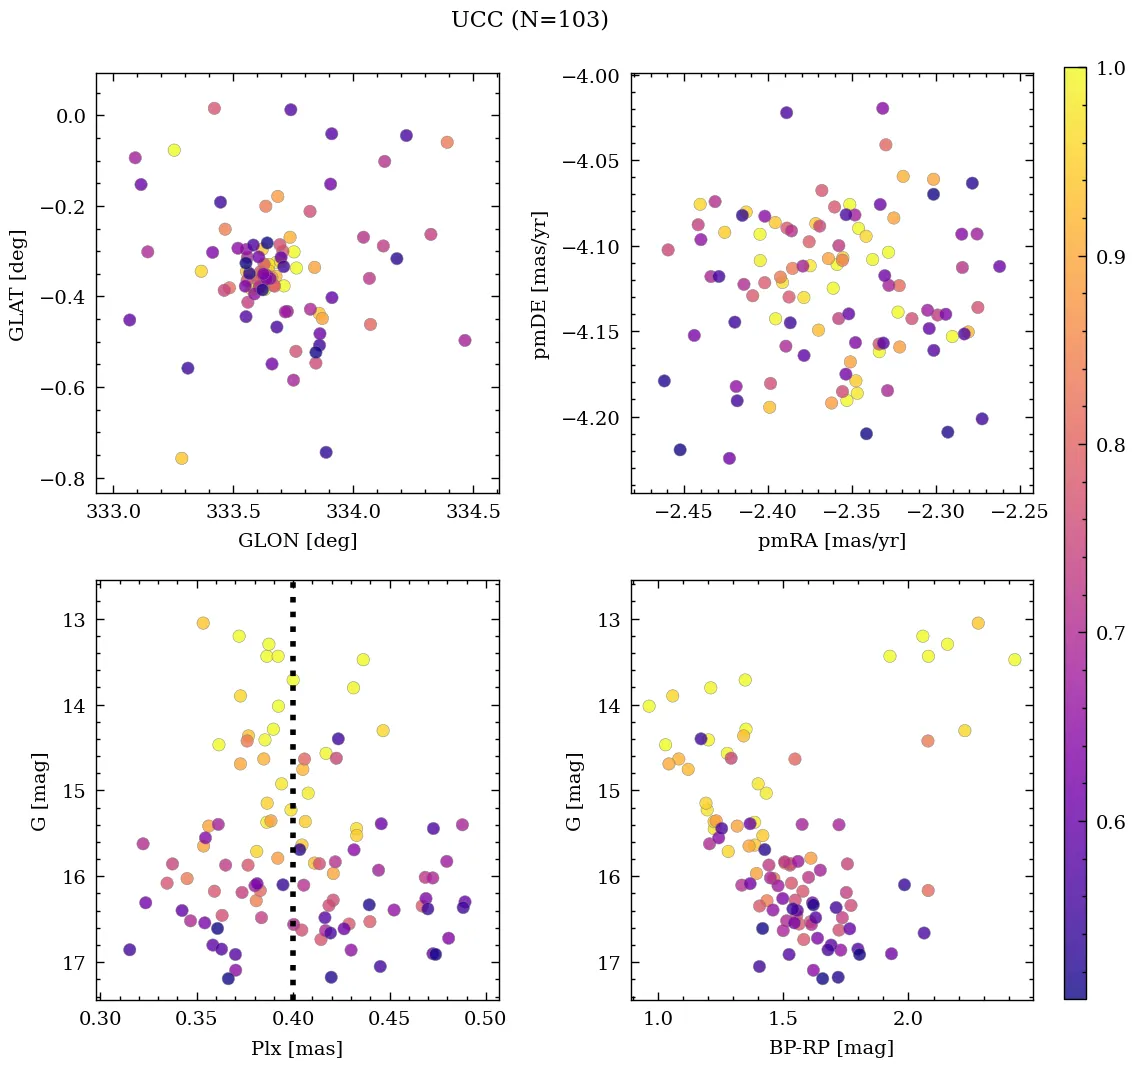 UCC (N=103)
0.0
−0.2
−0.4
−0.6
−0.8
GLAT [deg]
333.0 333.5 334.0 334.5
GLON [deg]
−4.00
−4.05
−4.10
−4.15
−4.20
pmDE [mas/yr]
−2.45 −2.40 −2.35 −2.30 −2.25
pmRA [mas/yr]
1.0
0.9
0.8
0.7
0.6
13
14
15
16
17
G [mag]
0.30 0.35 0.40 0.45 0.50
Plx [mas]
13
14
15
16
17
G [mag]
1.0 1.5 2.0
BP-RP [mag]